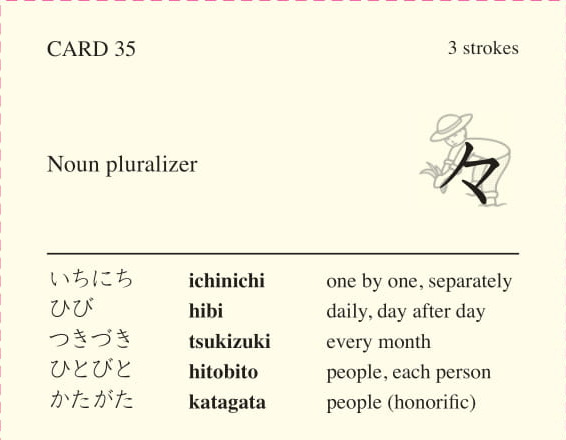 CARD 35 3 strokes
Noun pluralizer 々
いちにち ichinichi one by one, separately
ひび hibi daily, day after day
つきづき tsukizuki every month
ひとびと hitobito people, each person
かたがた katagata people (honorific)